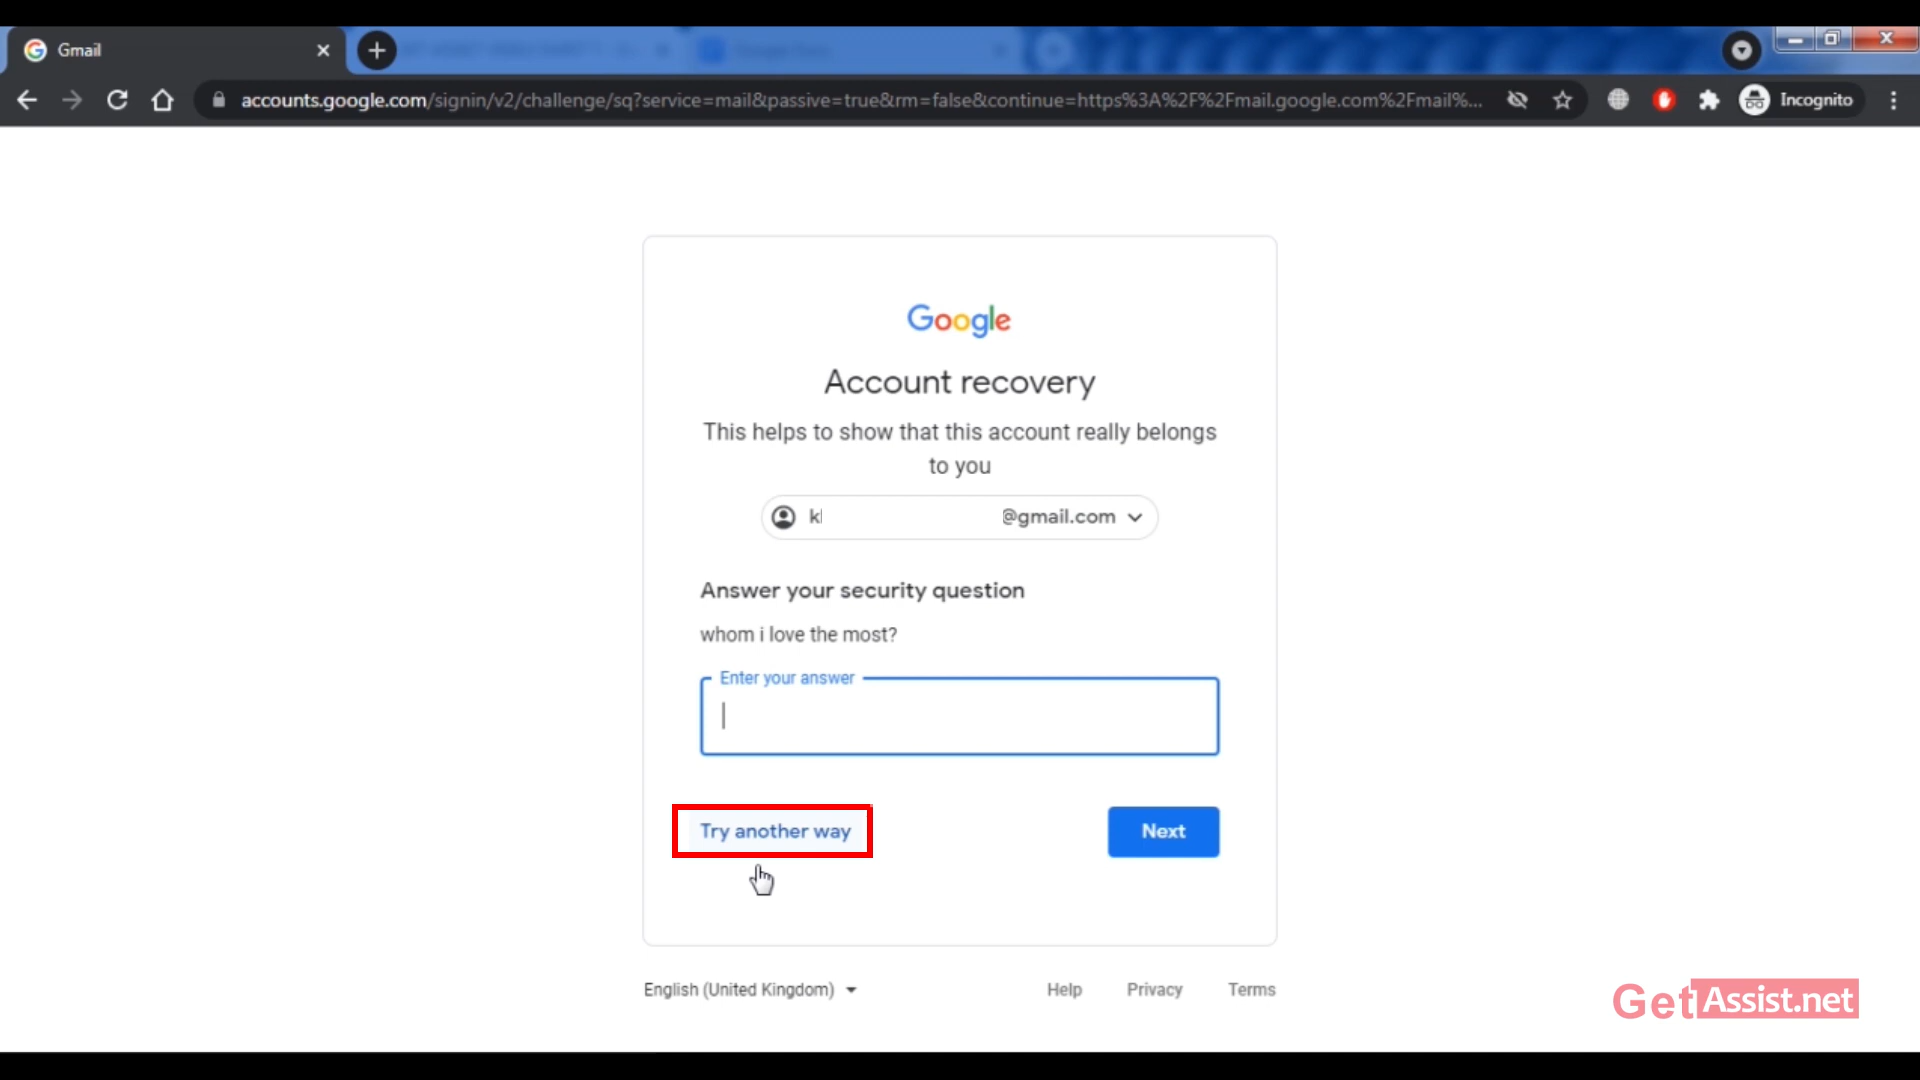 Gmail
accounts.google.com/signin/v2/challenge/sq?service=mail&passive=true&rm=false&continue=https%3A%2F%2Fmail.google.com%2Fmail%...
Incognito
Google
Account recovery
This helps to show that this account really belongs
to you
@gmail.com
Answer your security question
whom i love the most?
Enter your answer
Try another way
Next
English (United Kingdom)
Help
Privacy
Terms
GetAssist.net